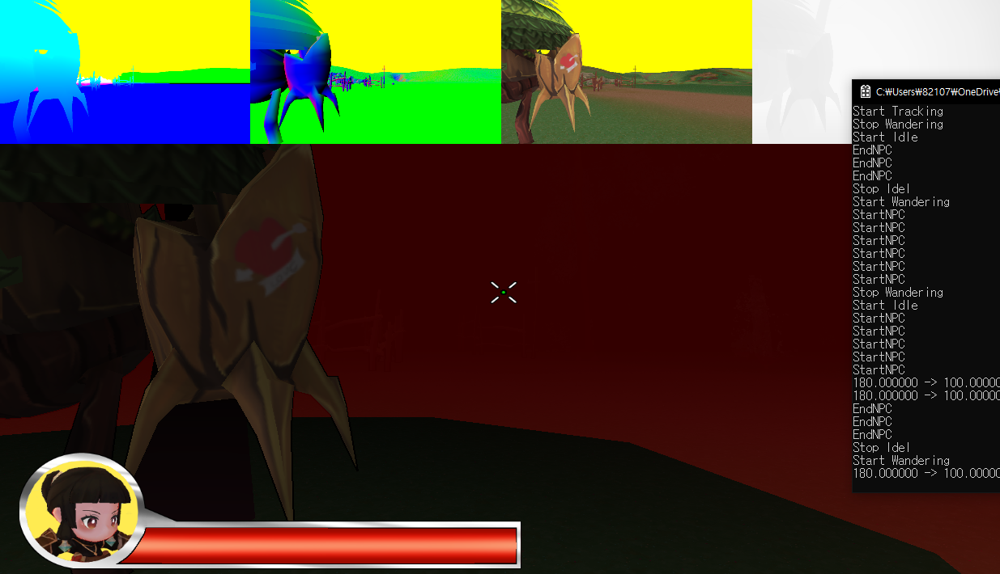 C:₩Users₩82107₩OneDrive₩
Start Tracking
Stop Wandering
Start Idle
EndNPC
EndNPC
EndNPC
Stop Idel
Start Wandering
StartNPC
StartNPC
StartNPC
StartNPC
StartNPC
StartNPC
Stop Wandering
Start Idle
StartNPC
StartNPC
StartNPC
StartNPC
StartNPC
180.000000 -> 100.00000
180.000000 -> 100.00000
EndNPC
EndNPC
EndNPC
Stop Idel
Start Wandering
180.000000 -> 100.00000